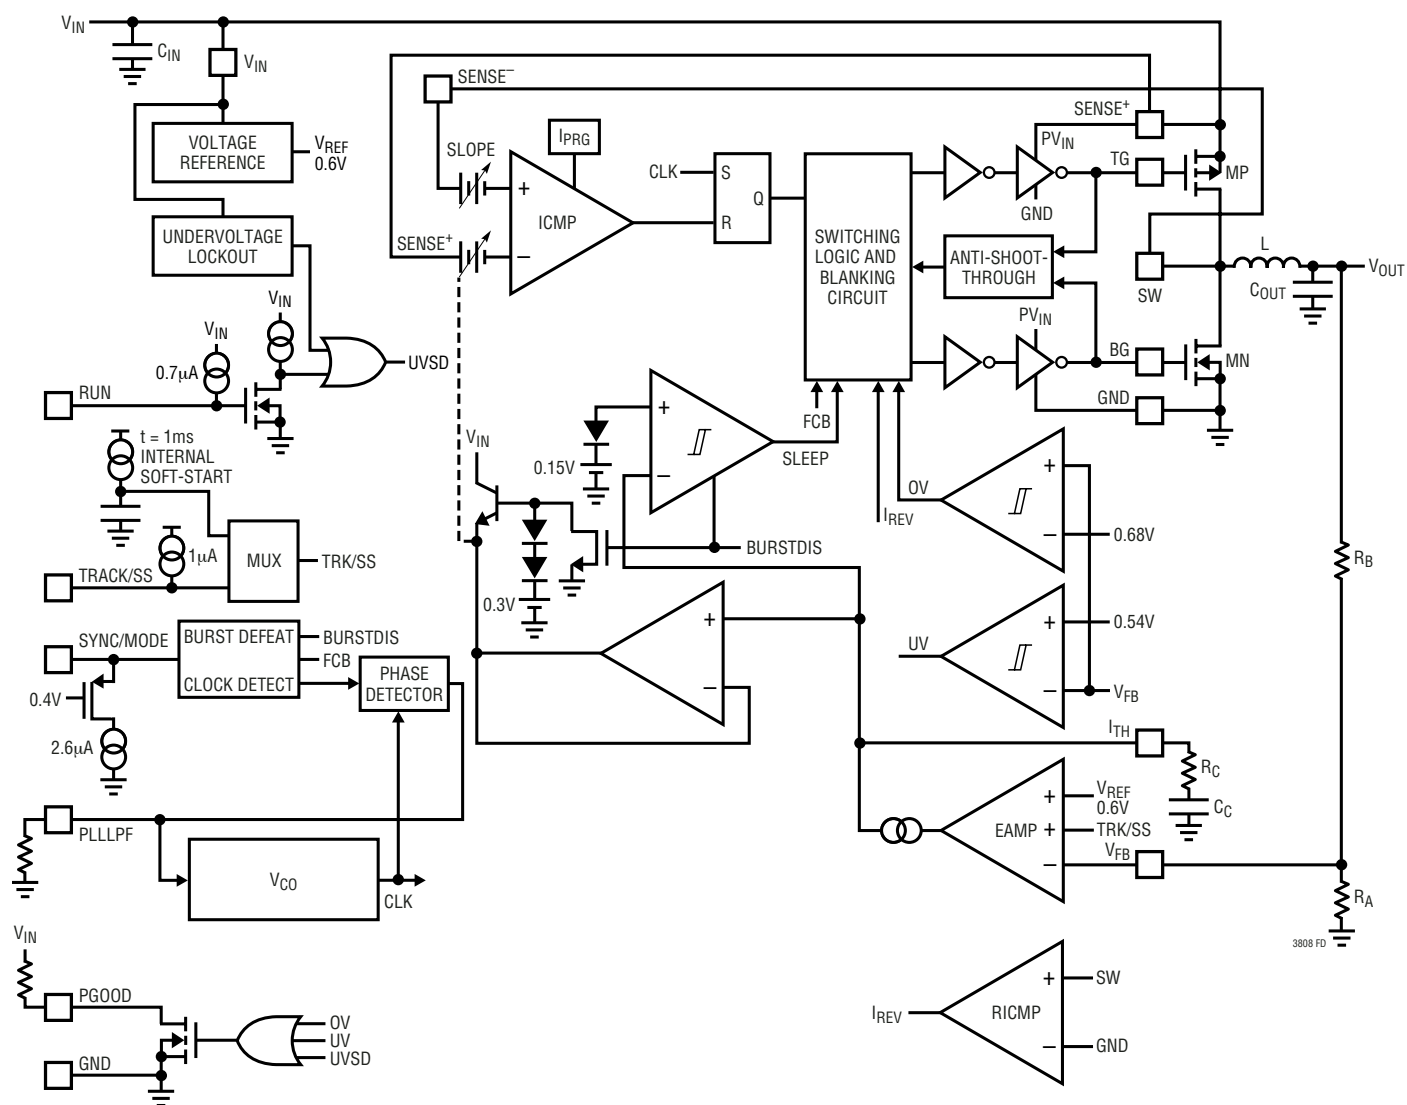 VIN
CIN
VIN
VOLTAGE
REFERENCE
VREF
0.6V
UNDERVOLTAGE
LOCKOUT
VIN
VIN
0.7µA
UVSD
RUN
t = 1ms
INTERNAL
SOFT-START
1µA
MUX
TRK/SS
TRACK/SS
SYNC/MODE
BURST DEFEAT
CLOCK DETECT
BURSTDIS
FCB
0.4V
2.6µA
PHASE
DETECTOR
PLLLPF
VCO
CLK
VIN
PGOOD
GND
OV
UV
UVSD
SENSE–
SLOPE
IPRG
+
ICMP
–
SENSE+
CLK
S
R
Q
SWITCHING
LOGIC AND
BLANKING
CIRCUIT
ANTI-SHOOT-
THROUGH
SENSE+
PVIN
TG
MP
GND
SW
L
VOUT
COUT
PVIN
BG
MN
GND
FCB
SLEEP
IREV
OV
+
–
0.15V
VIN
0.3V
BURSTDIS
+
–
+
–
0.68V
UV
+
–
0.54V
VFB
RB
ITH
RC
CC
EAMP
+
+
–
VREF
0.6V
TRK/SS
VFB
RA
3808 FD
IREV
RICMP
+
–
SW
GND